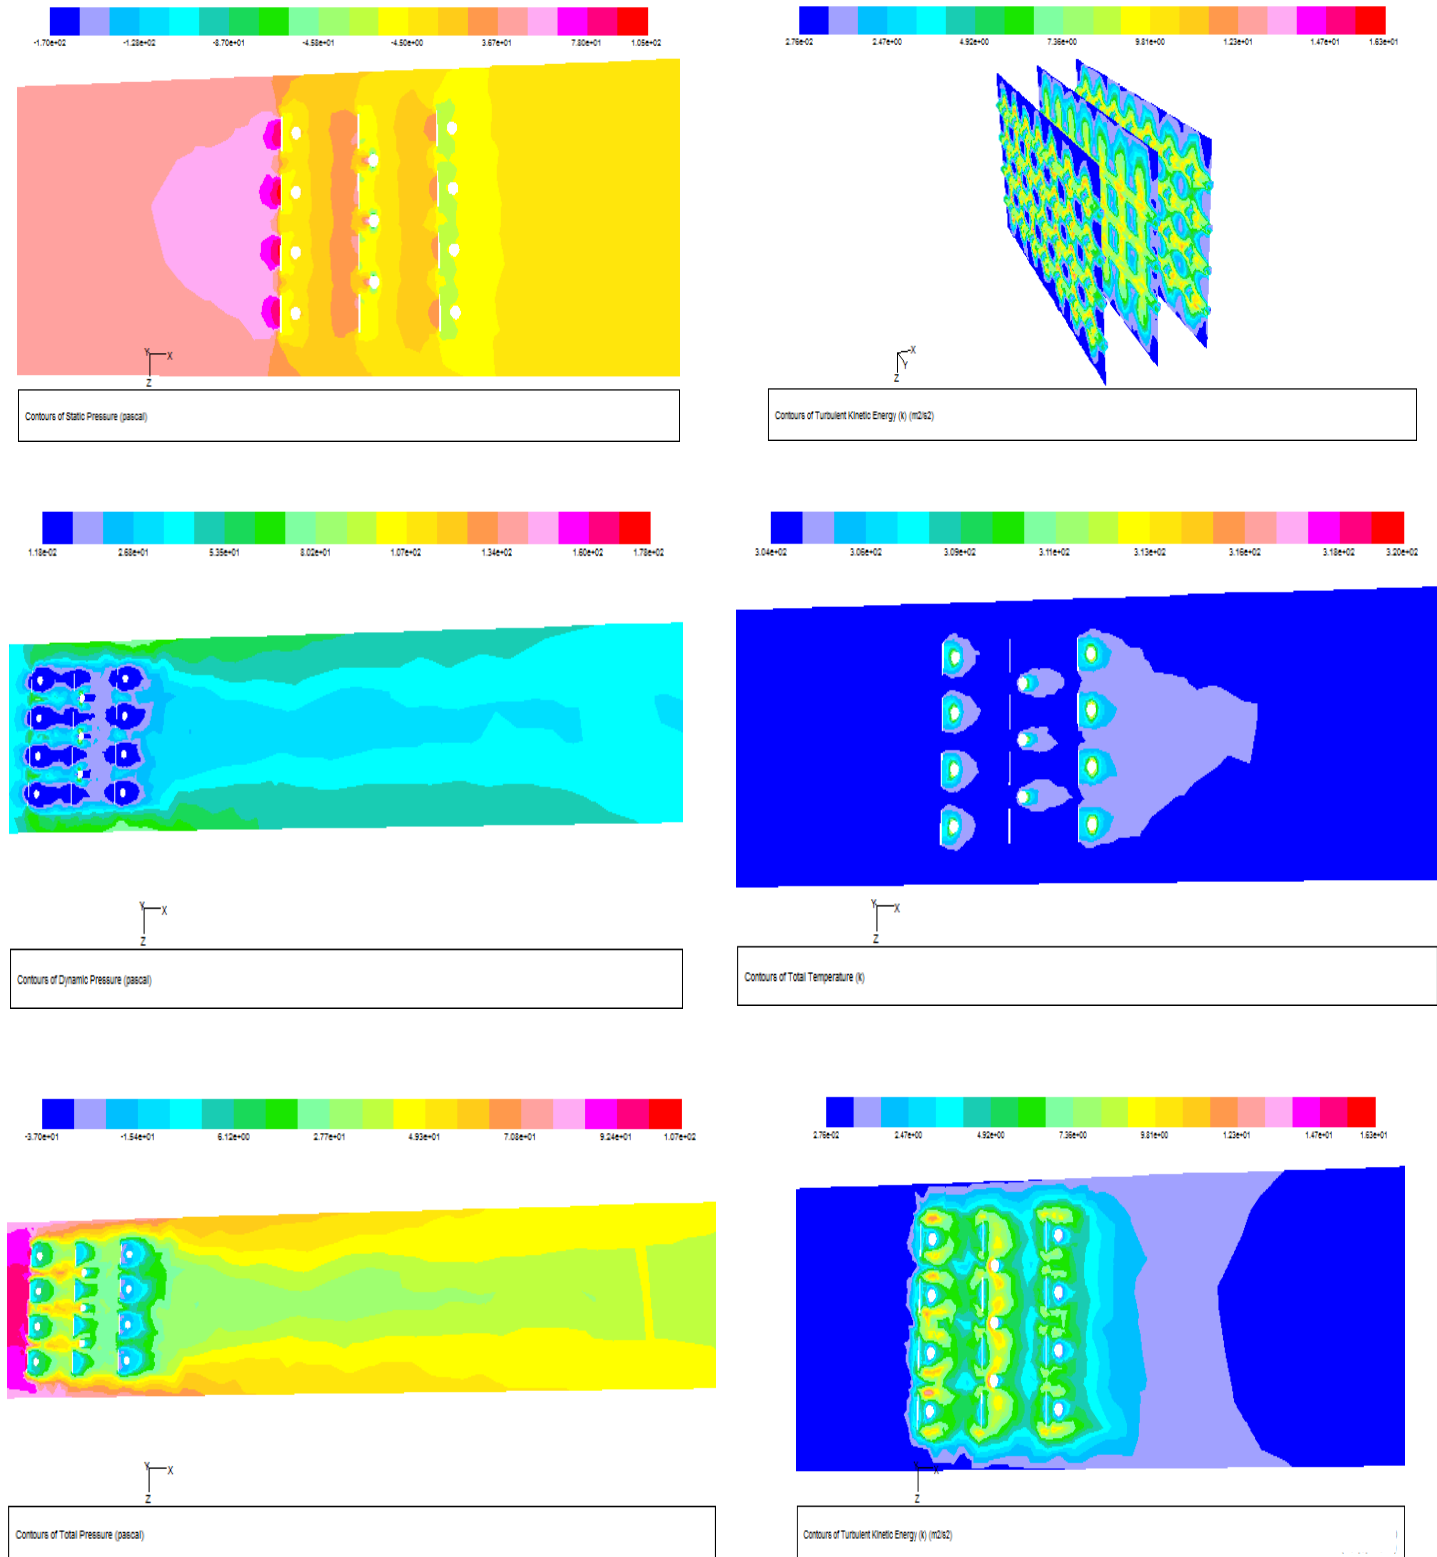 -1.70e+02 -1.28e+02 -8.70e+01 -4.58e+01 -4.50e+00 3.67e+01 7.80e+01 1.05e+02
Y X
Z
Contours of Static Pressure (pascal)
2.76e-02 2.47e+00 4.92e+00 7.36e+00 9.81e+00 1.23e+01 1.47e+01 1.63e+01
X
Y
Z
Contours of Turbulent Kinetic Energy (k) (m2/s2)
1.18e-02 2.68e+01 5.35e+01 8.02e+01 1.07e+02 1.34e+02 1.60e+02 1.78e+02
Y X
Z
Contours of Dynamic Pressure (pascal)
3.04e+02 3.06e+02 3.09e+02 3.11e+02 3.13e+02 3.16e+02 3.18e+02 3.20e+02
Y X
Z
Contours of Total Temperature (k)
-3.70e+01 -1.54e+01 6.12e+00 2.77e+01 4.93e+01 7.08e+01 9.24e+01 1.07e+02
Y X
Z
Contours of Total Pressure (pascal)
2.76e-02 2.47e+00 4.92e+00 7.36e+00 9.81e+00 1.23e+01 1.47e+01 1.63e+01
Y X
Z
Contours of Turbulent Kinetic Energy (k) (m2/s2)